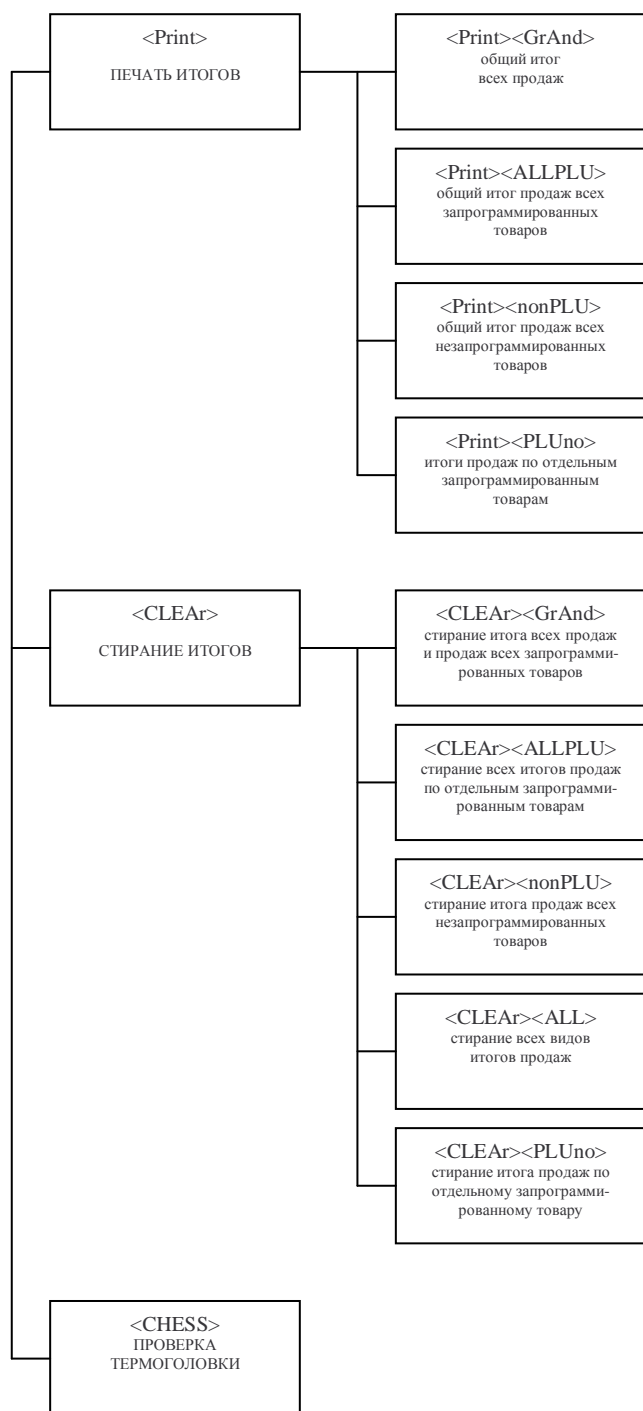 <Print>
ПЕЧАТЬ ИТОГОВ
<Print><GrAnd>
общий итог
всех продаж
<Print><ALLPLU>
общий итог продаж всех
запрограммированных
товаров
<Print><nonPLU>
общий итог продаж всех
незапрограммированных
товаров
<Print><PLUno>
итоги продаж по отдельным
запрограммированным
товарам
<CLEAr>
СТИРАНИЕ ИТОГОВ
<CLEAr><GrAnd>
стирание итога всех продаж
и продаж всех запрограмми-
рованных товаров
<CLEAr><ALLPLU>
стирание всех итогов продаж
по отдельным запрограмми-
рованным товарам
<CLEAr><nonPLU>
стирание итога продаж всех
незапрограммированных
товаров
<CLEAr><ALL>
стирание всех видов
итогов продаж
<CLEAr><PLUno>
стирание итога продаж по
отдельному запрограмми-
рованному товару
<CHESS>
ПРОВЕРКА
ТЕРМОГОЛОВКИ